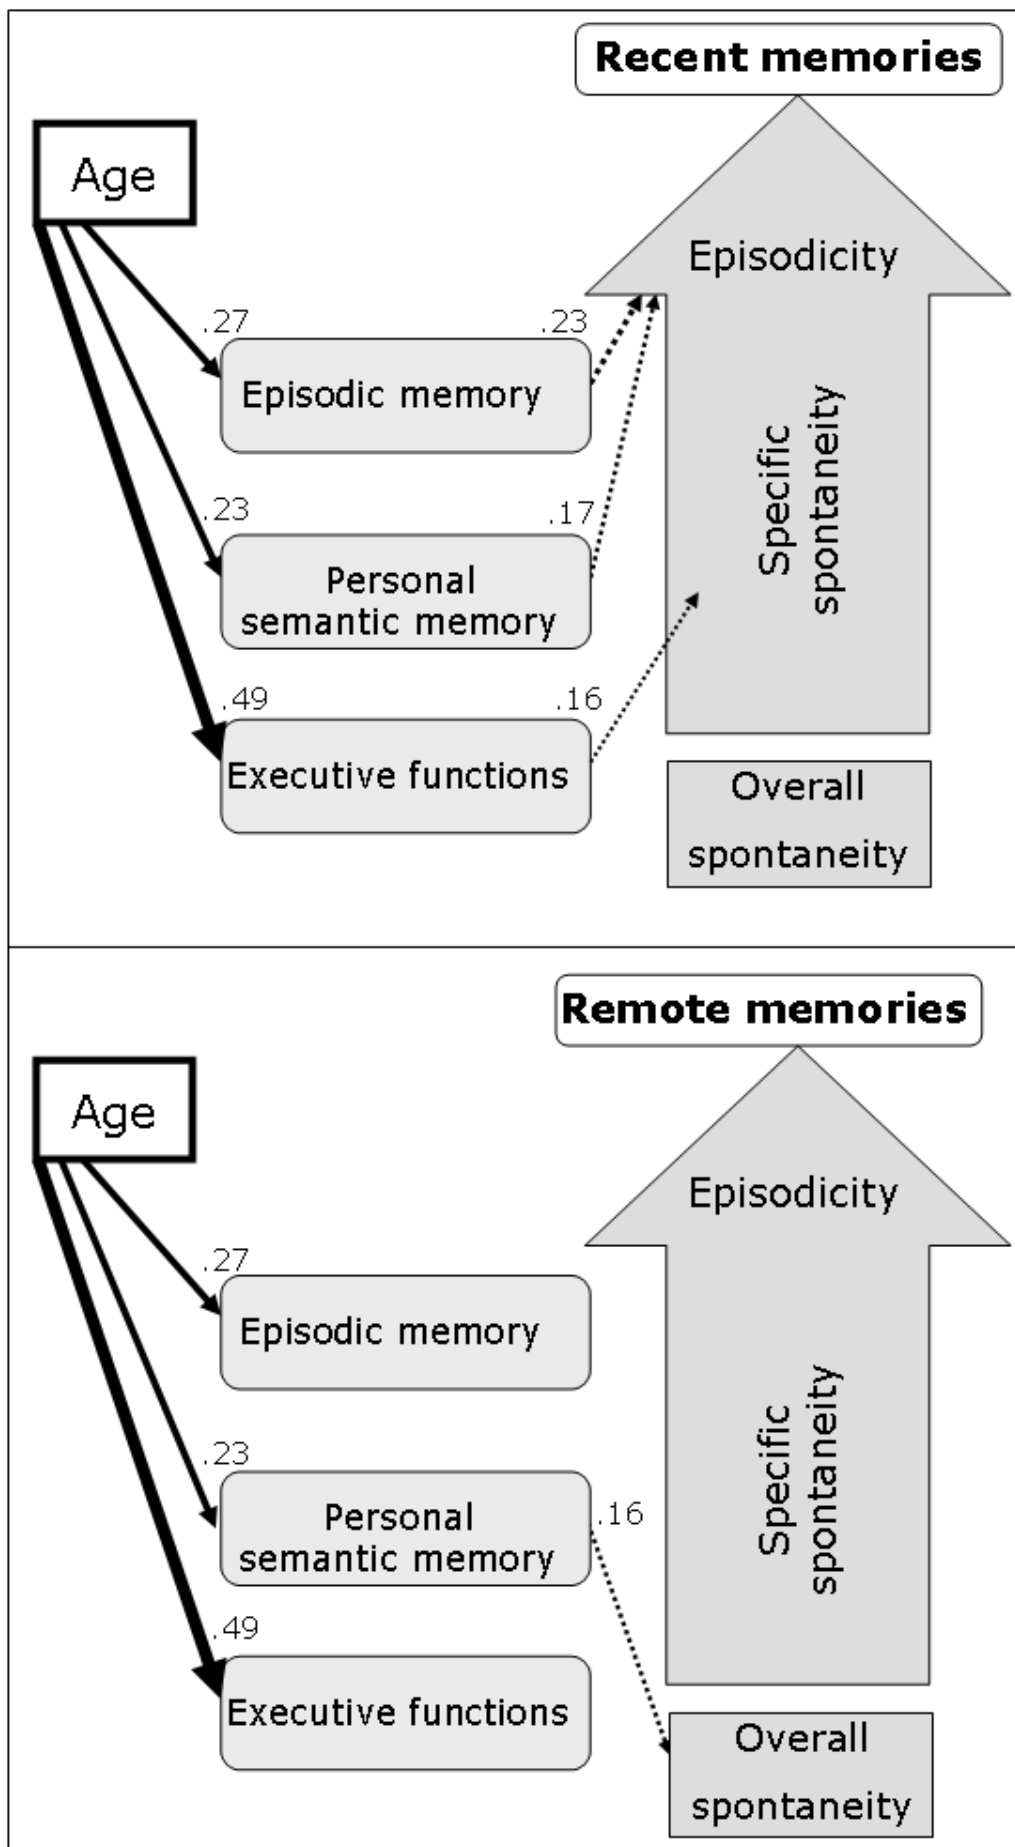 Recent memories
Age
Episodicity
.27
.23
Episodic memory
Specific
spontaneity
.23
.17
Personal
semantic memory
.49
.16
Executive functions
Overall
spontaneity
Remote memories
Age
Episodicity
.27
Episodic memory
Specific
spontaneity
.23
.16
Personal
semantic memory
.49
Executive functions
Overall
spontaneity